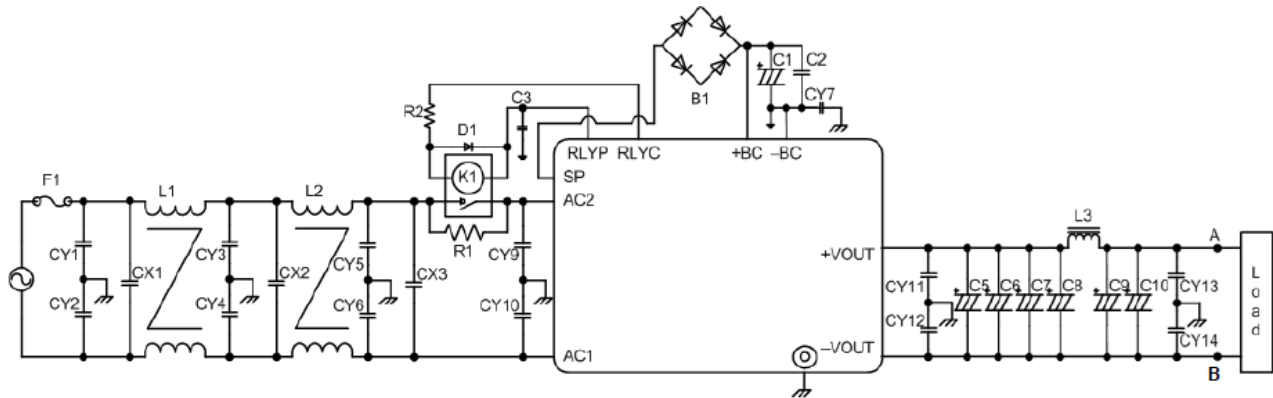 C1
C2
C3
CY7
R2
B1
D1
RLYP
RLYC
+BC
–BC
F1
K1
SP
L1
L2
AC2
L3
A
R1
CY1
CY3
CY5
CY9
+VOUT
CX1
CX2
CX3
CY11
C5
C6
C7
C8
C9
C10
CY13
Load
CY2
CY4
CY6
CY10
CY12
CY14
AC1
–VOUT
B